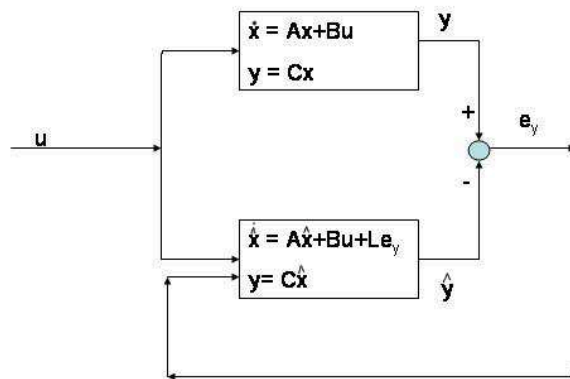 ẋ = Ax+Bu
y = Cx
y
+
e_y
u
-
x̂̇ = Ax̂+Bu+Le_y
y= Cx̂
ŷ